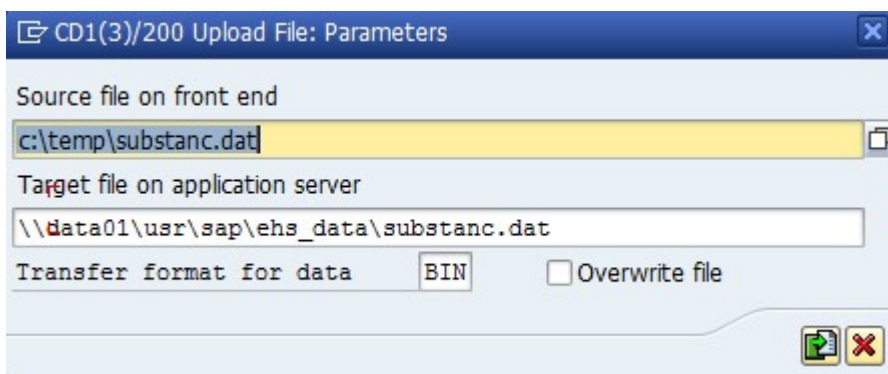 CD1(3)/200 Upload File: Parameters
Source file on front end
c:\temp\substanc.dat
Target file on application server
\\data01\usr\sap\ehs_data\substanc.dat
Transfer format for data BIN Overwrite file